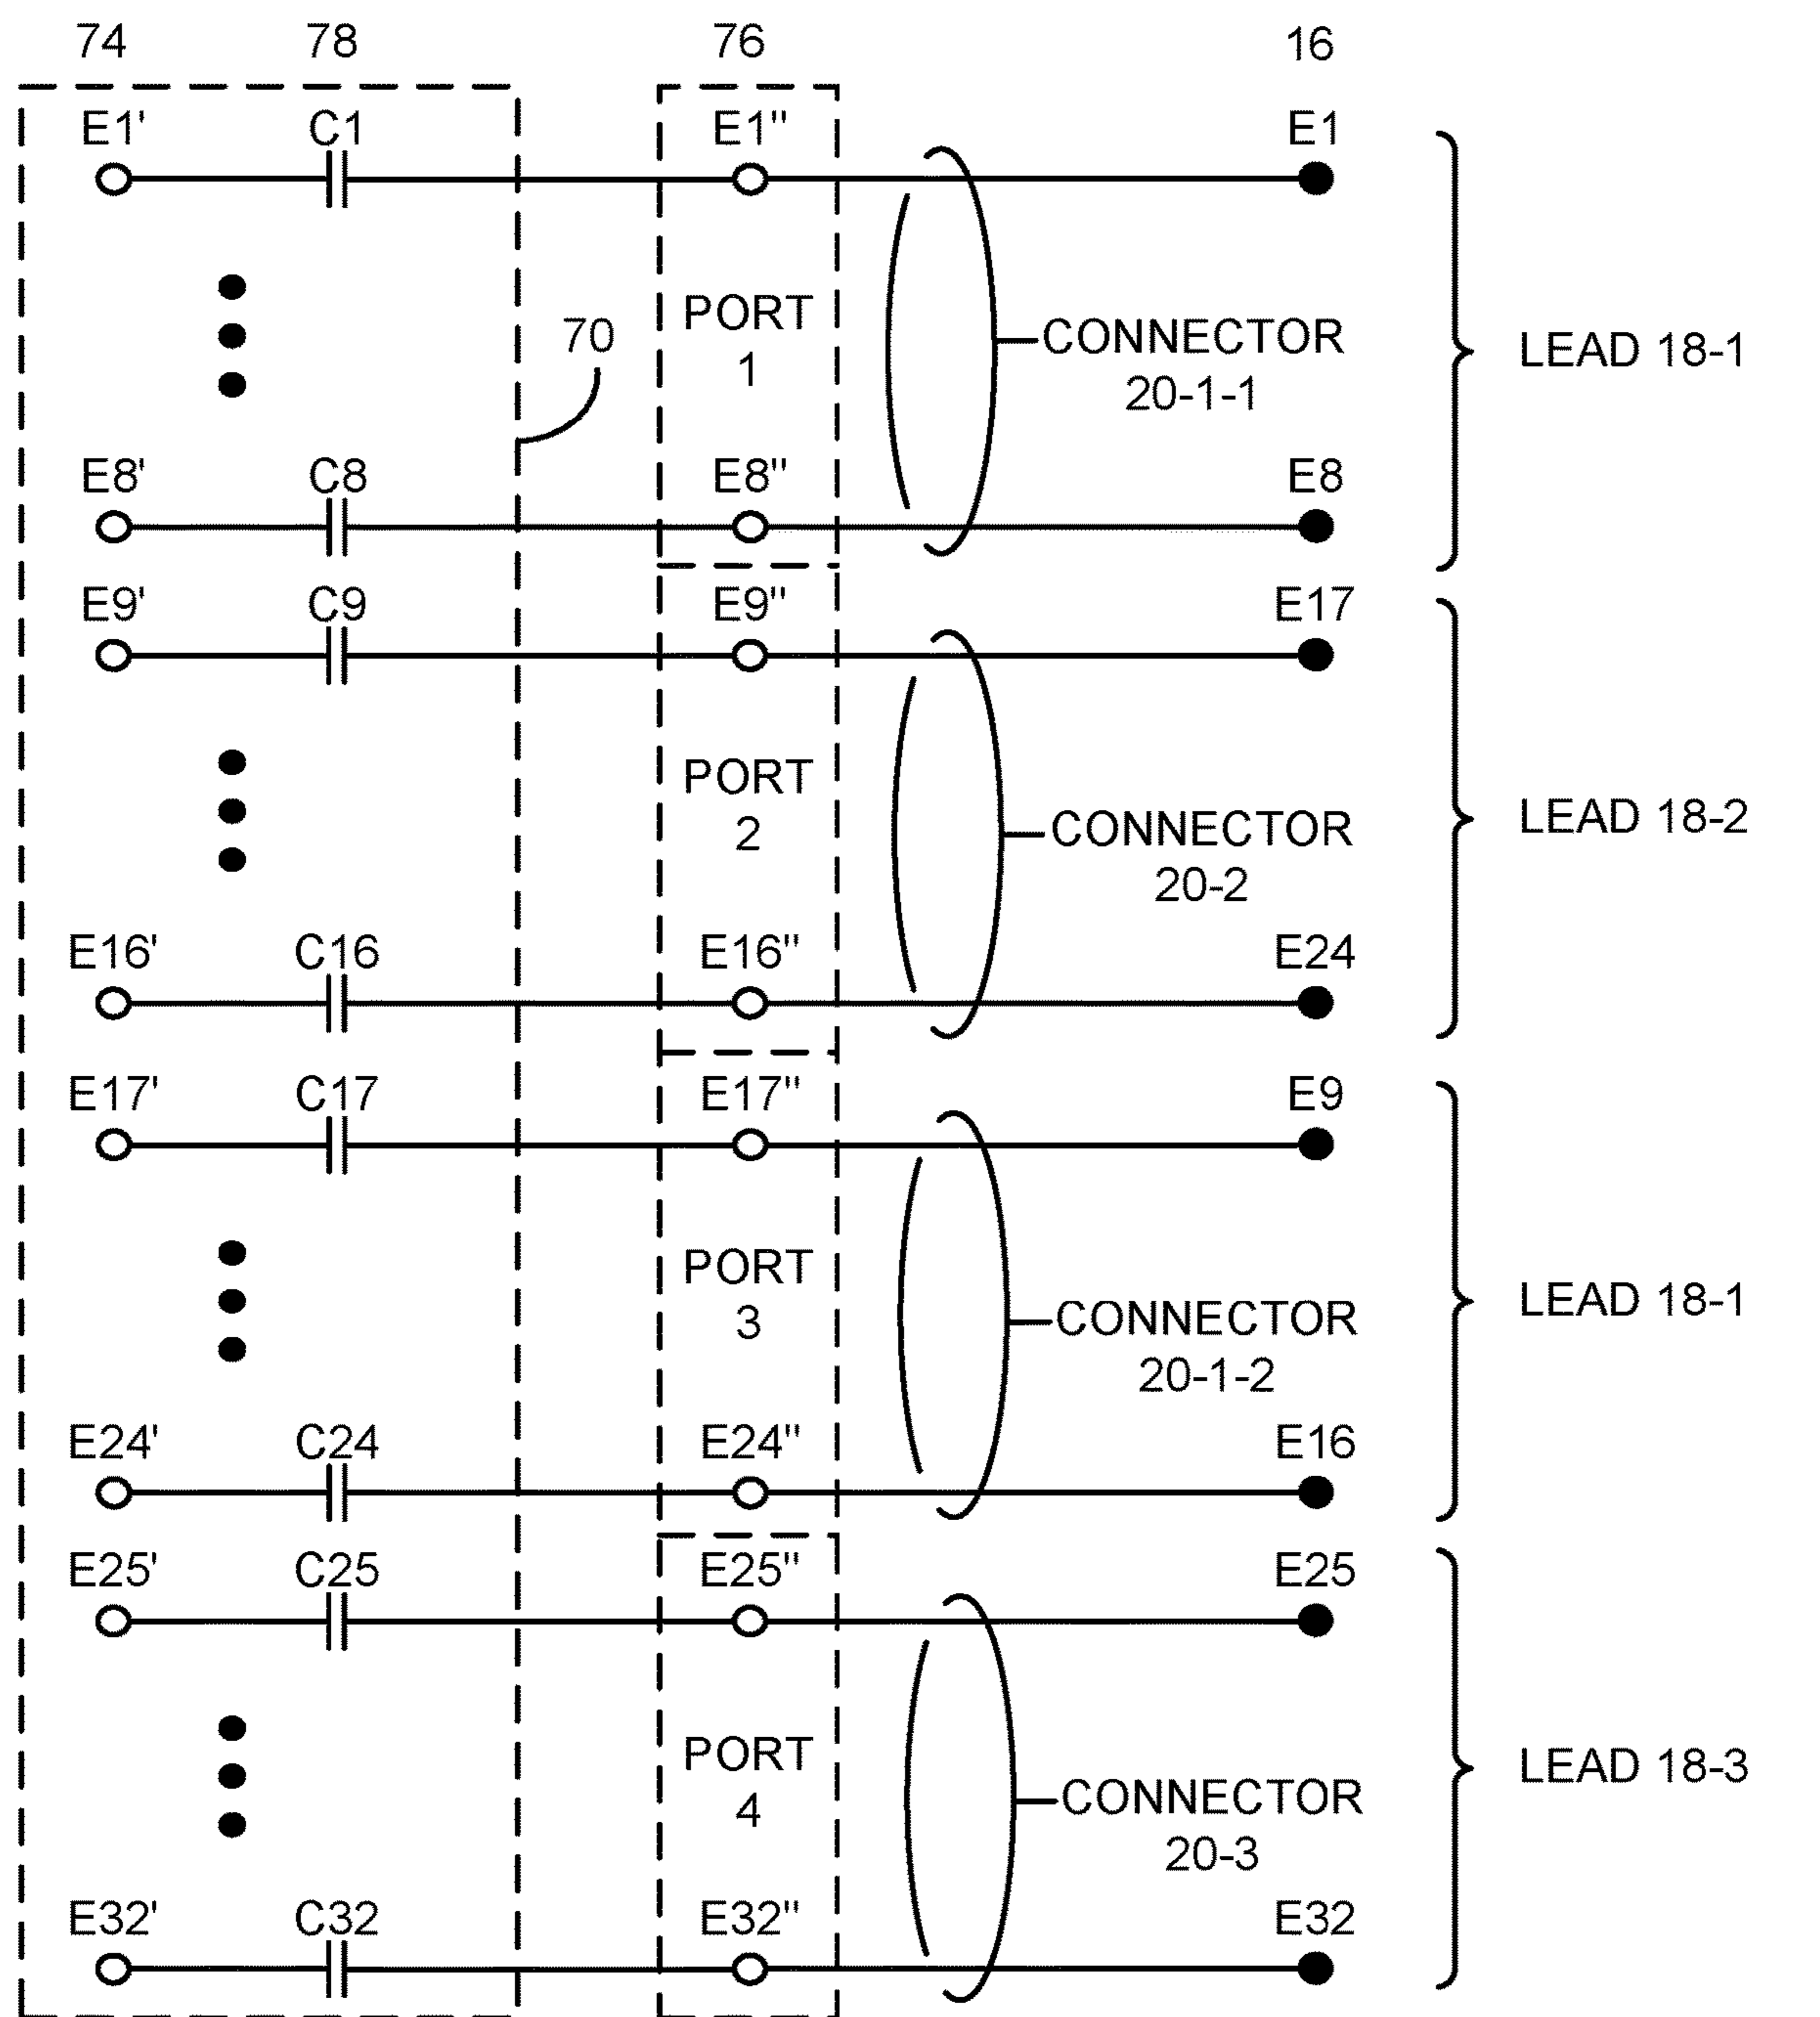 74 78 76 16
E1' C1 E1" E1
PORT
1
70
CONNECTOR
20-1-1
LEAD 18-1
E8' C8 E8" E8
E9' C9 E9" E17
PORT
2
CONNECTOR
20-2
LEAD 18-2
E16' C16 E16" E24
E17' C17 E17" E9
PORT
3
CONNECTOR
20-1-2
LEAD 18-1
E24' C24 E24" E16
E25' C25 E25" E25
PORT
4
CONNECTOR
20-3
LEAD 18-3
E32' C32 E32" E32